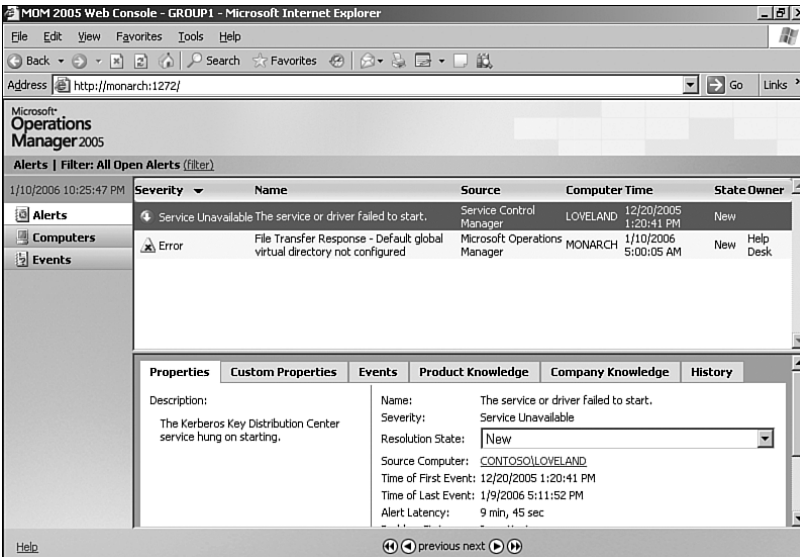 MOM 2005 Web Console - GROUP1 - Microsoft Internet Explorer
File Edit View Favorites Tools Help
Back Search Favorites
Address http://monarch:1272/ Go Links
Microsoft
Operations
Manager 2005
Alerts | Filter: All Open Alerts (filter)
1/10/2006 10:25:47 PM
Alerts
Computers
Events
Severity Name Source Computer Time State Owner
Service Unavailable The service or driver failed to start. Service Control Manager LOVELAND 12/20/2005 1:20:41 PM New
Error File Transfer Response - Default global virtual directory not configured Microsoft Operations Manager MONARCH 1/10/2006 5:00:05 AM New Help Desk
Properties Custom Properties Events Product Knowledge Company Knowledge History
Description:
The Kerberos Key Distribution Center
service hung on starting.
Name: The service or driver failed to start.
Severity: Service Unavailable
Resolution State: New
Source Computer: CONTOSO\LOVELAND
Time of First Event: 12/20/2005 1:20:41 PM
Time of Last Event: 1/9/2006 5:11:52 PM
Alert Latency: 9 min, 45 sec
Help
previous next